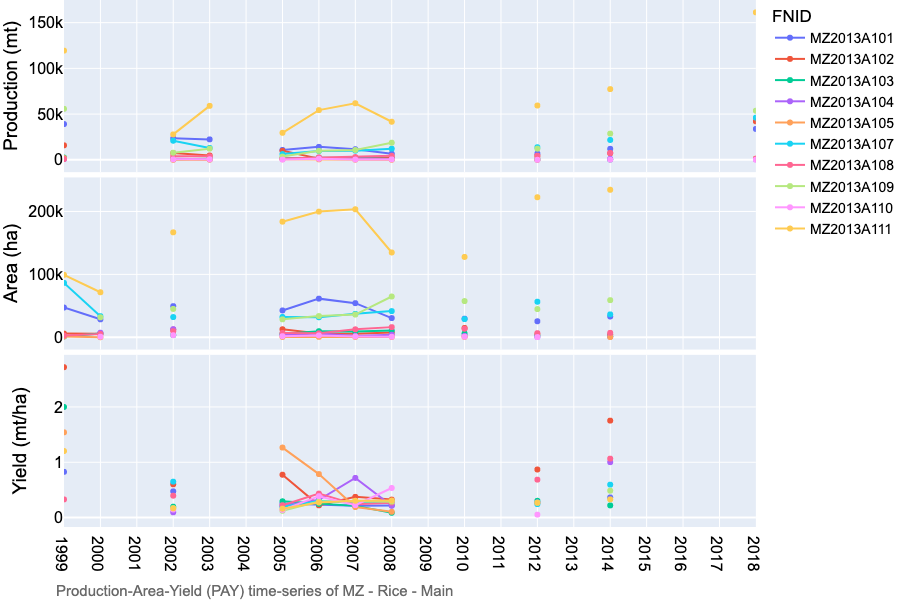 FNID
MZ2013A101
MZ2013A102
MZ2013A103
MZ2013A104
MZ2013A105
MZ2013A107
MZ2013A108
MZ2013A109
MZ2013A110
MZ2013A111
Production (mt)
150k
100k
50k
0
Area (ha)
200k
100k
0
Yield (mt/ha)
2
1
0
1999 2000 2001 2002 2003 2004 2005 2006 2007 2008 2009 2010 2011 2012 2013 2014 2015 2016 2017 2018
Production-Area-Yield (PAY) time-series of MZ - Rice - Main